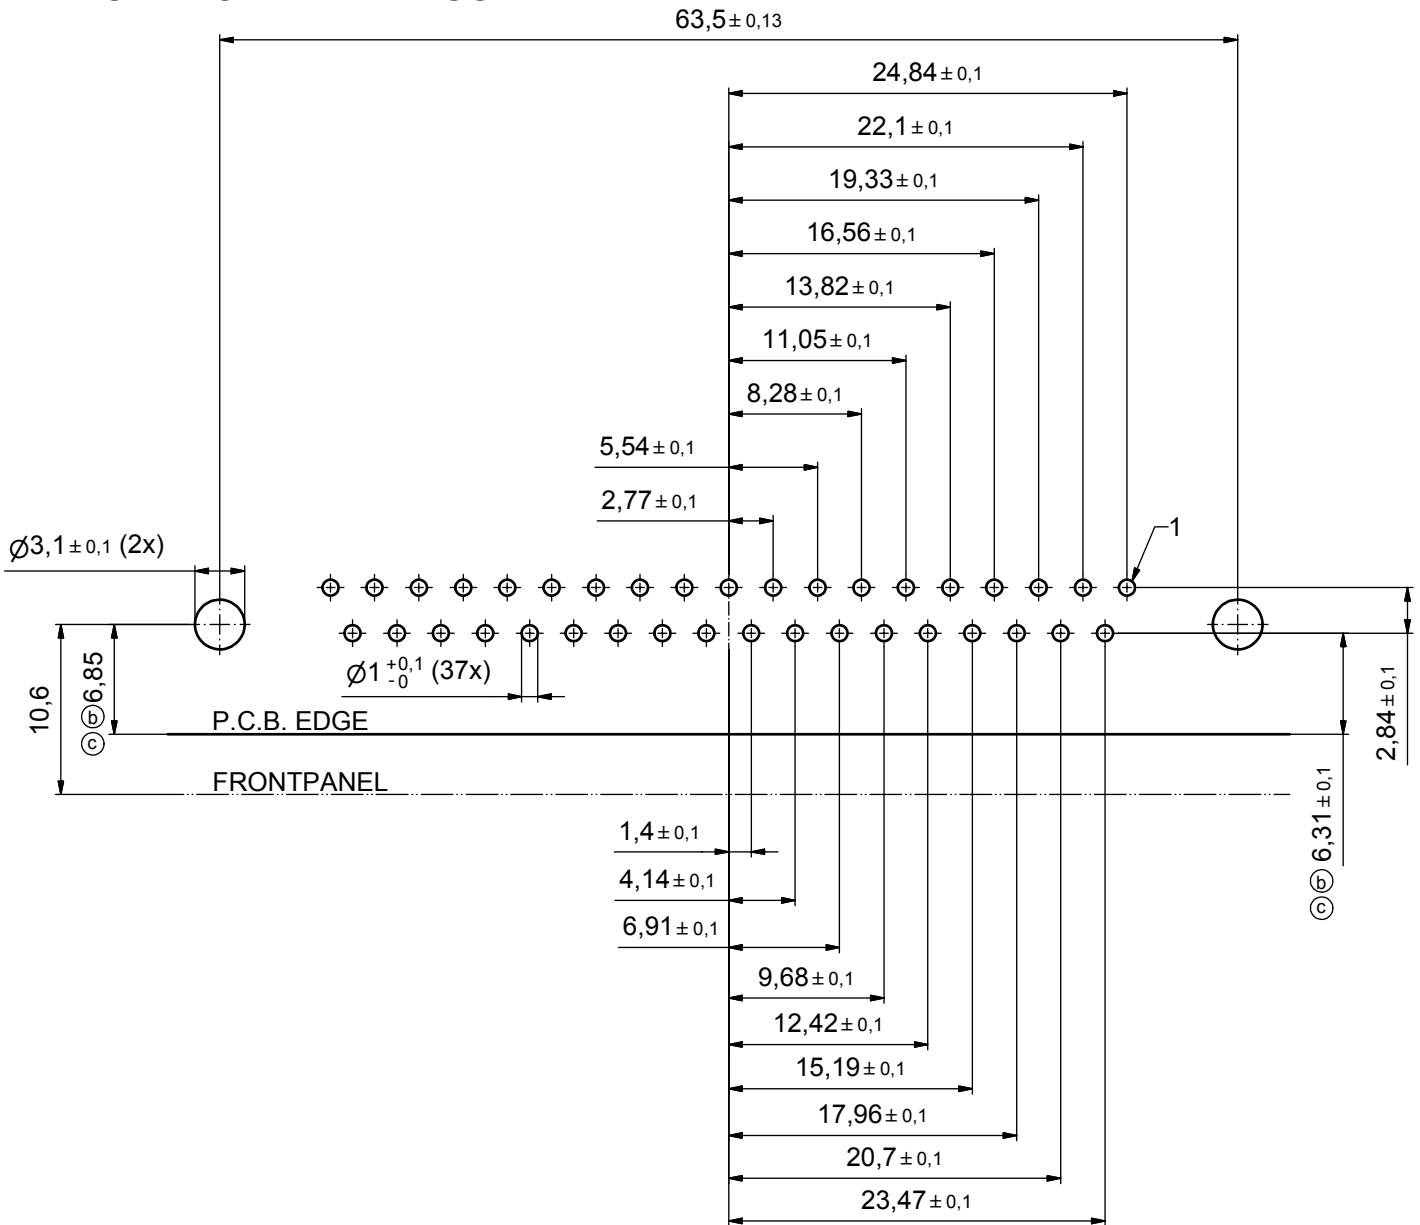 63,5 ± 0,13
24,84 ± 0,1
22,1 ± 0,1
19,33 ± 0,1
16,56 ± 0,1
13,82 ± 0,1
11,05 ± 0,1
8,28 ± 0,1
5,54 ± 0,1
2,77 ± 0,1
1
Ø3,1 ± 0,1 (2x)
Ø1 +0,1 -0 (37x)
10,6
ⓒ ⓑ 6,85
2,84 ± 0,1
P.C.B. EDGE
FRONTPANEL
ⓒ ⓑ 6,31 ± 0,1
1,4 ± 0,1
4,14 ± 0,1
6,91 ± 0,1
9,68 ± 0,1
12,42 ± 0,1
15,19 ± 0,1
17,96 ± 0,1
20,7 ± 0,1
23,47 ± 0,1